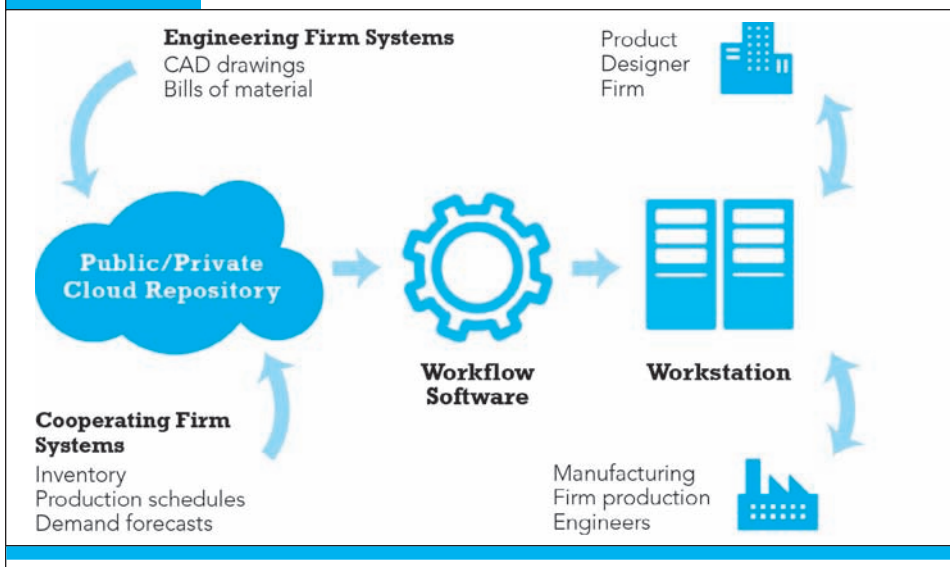 Engineering Firm Systems
CAD drawings
Bills of material
Product
Designer
Firm
Public/Private
Cloud Repository
Workflow
Software
Workstation
Cooperating Firm
Systems
Inventory
Production schedules
Demand forecasts
Manufacturing
Firm production
Engineers